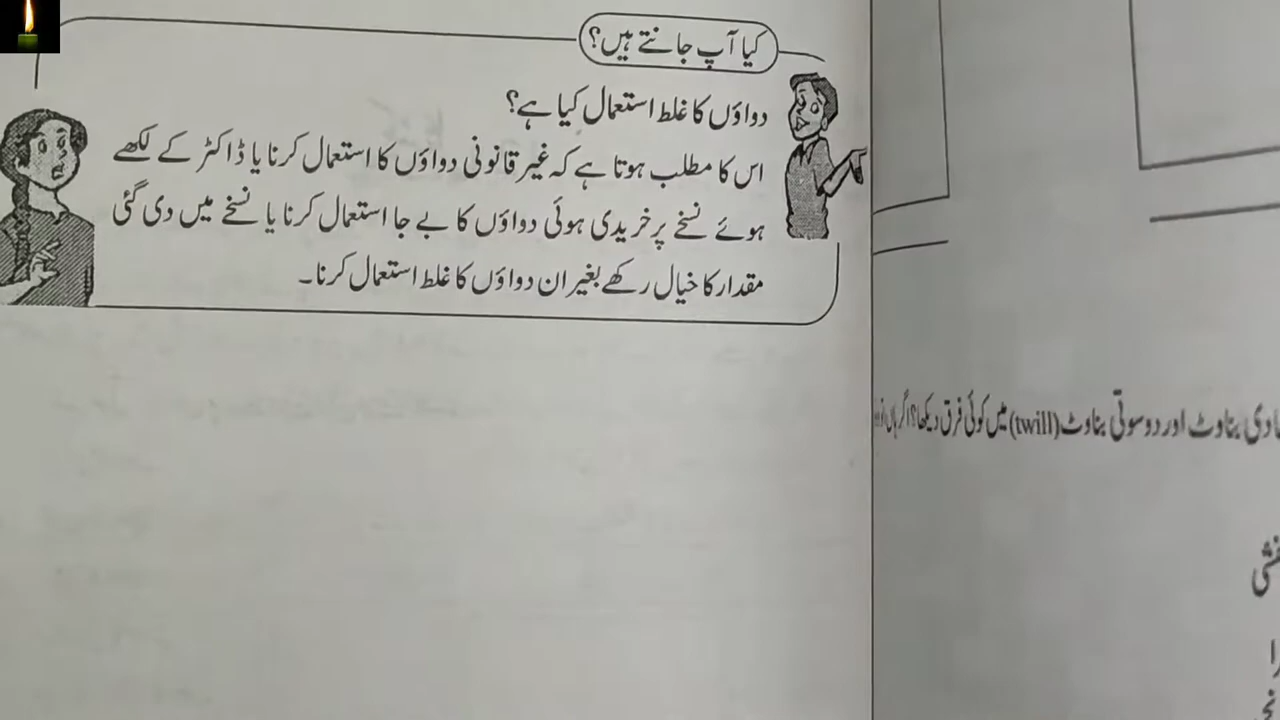 کیا آپ جانتے ہیں؟
دواؤں کا غلط استعمال کیا ہے؟
اس کا مطلب ہوتا ہے کہ غیر قانونی دواؤں کا استعمال کرنا یا ڈاکٹر کے لکھے
ہوئے نسخے پر خریدی ہوئی دواؤں کا بے جا استعمال کرنا یا نسخے میں دی گئی
مقدار کا خیال رکھے بغیر ان دواؤں کا غلط استعمال کرنا۔
بناوٹ اور دوسوتی بناوٹ (twill) میں کوئی فرق دیکھا؟ اگر ہاں